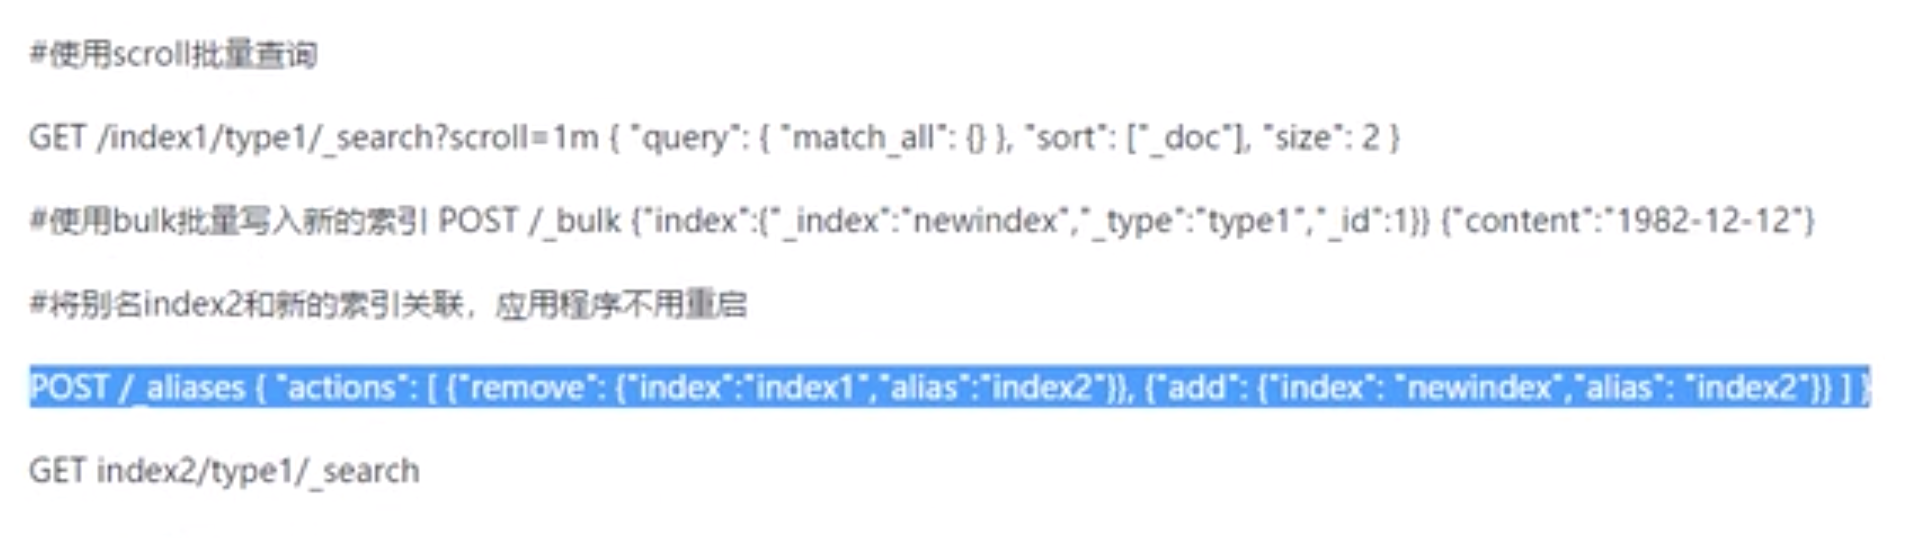 #使用scroll批量查询
GET /index1/type1/_search?scroll=1m { "query": { "match_all": {} }, "sort": ["_doc"], "size": 2 }
#使用bulk批量写入新的索引 POST /_bulk {"index":{"_index":"newindex","_type":"type1","_id":1}} {"content":"1982-12-12"}
#将别名index2和新的索引关联，应用程序不用重启
POST /_aliases { "actions": [ {"remove": {"index":"index1","alias":"index2"}}, {"add": {"index": "newindex","alias": "index2"}} ] }
GET index2/type1/_search